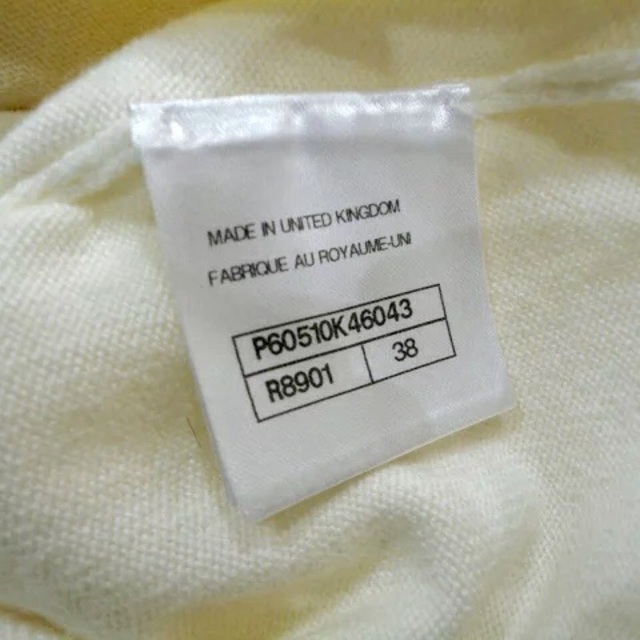 MADE IN UNITED KINGDOM
FABRIQUE AU ROYAUME-UNI
P60510K46043
R8901 38